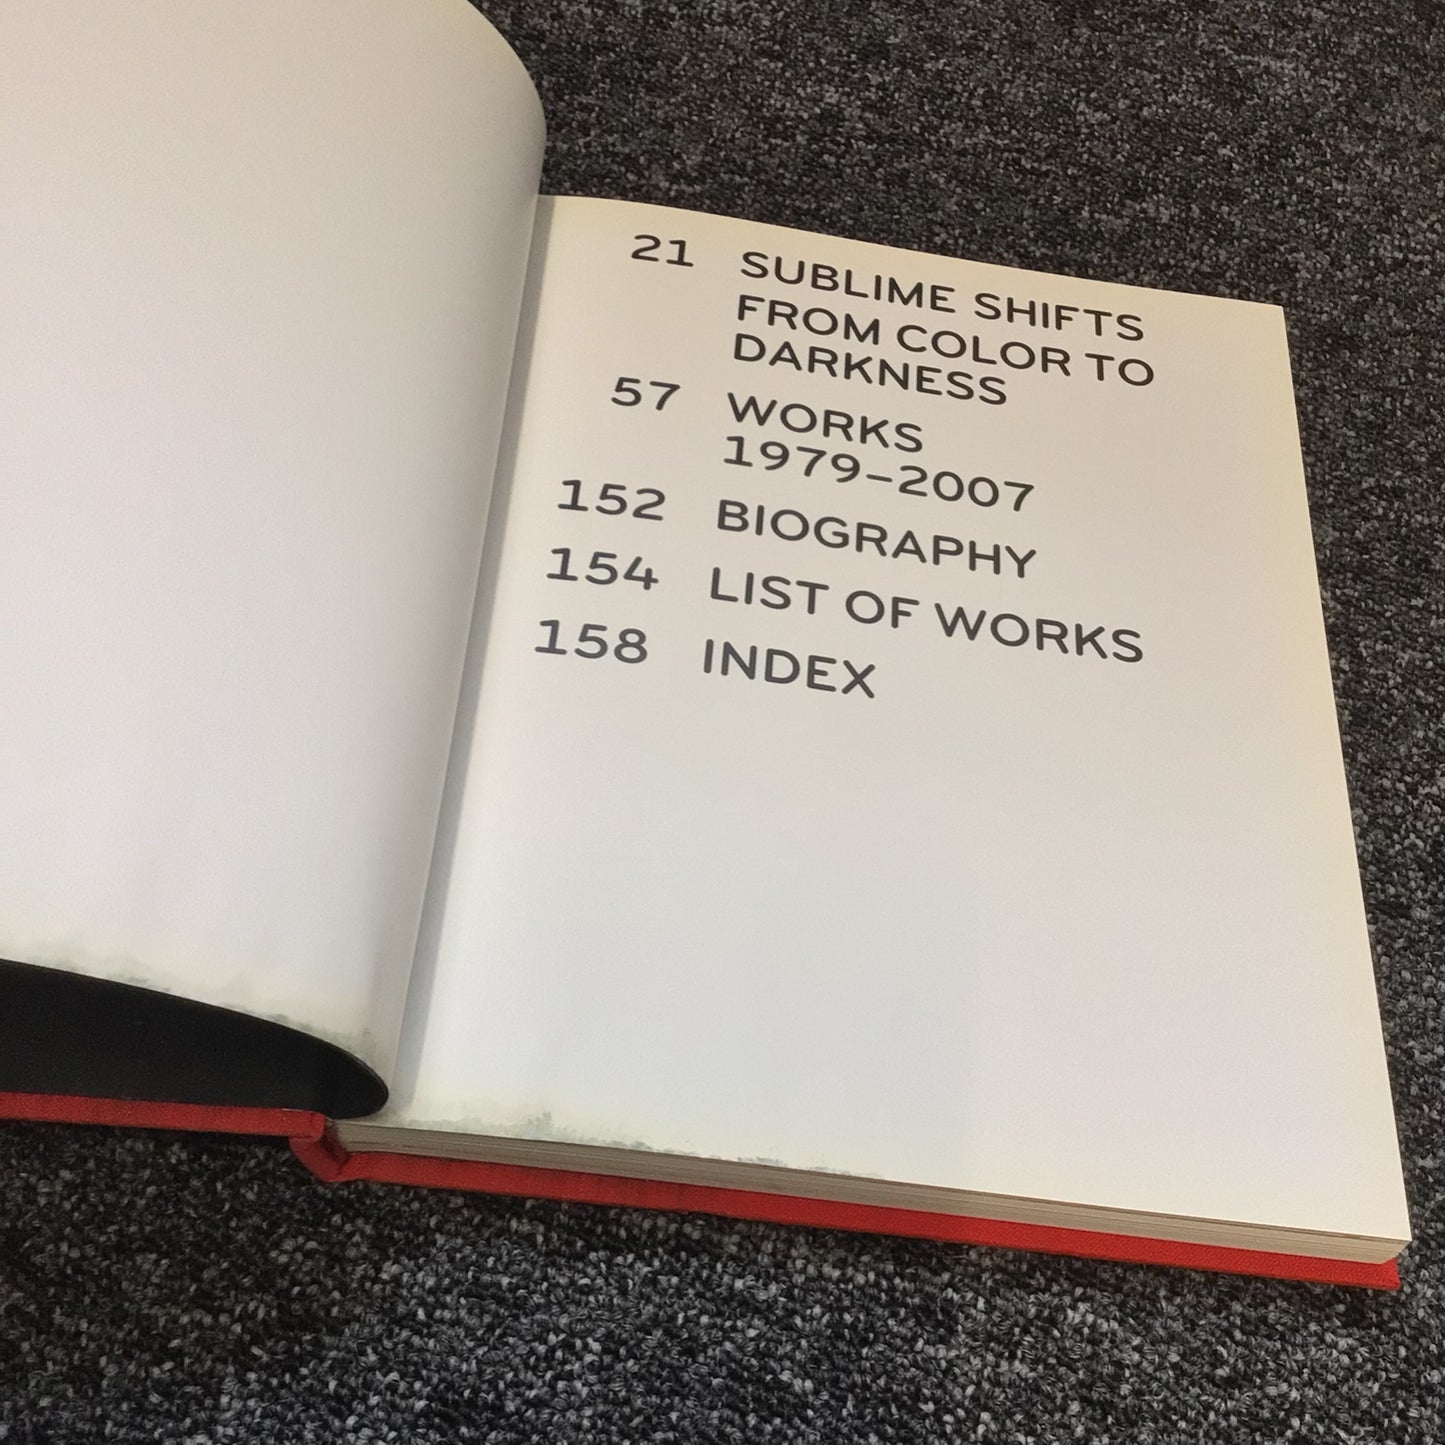 21 SUBLIME SHIFTS
FROM COLOR TO
DARKNESS
57 WORKS
1979–2007
152 BIOGRAPHY
154 LIST OF WORKS
158 INDEX